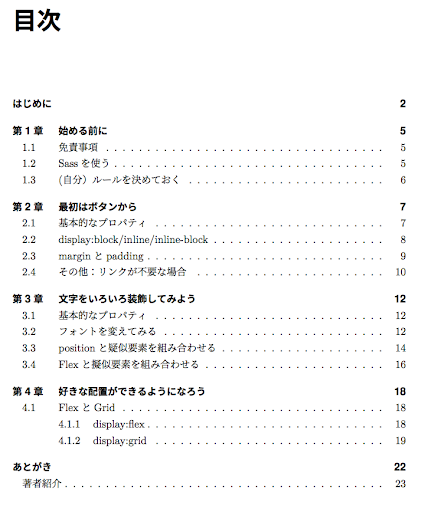 目次
はじめに 2
第1章 始める前に 5
1.1 免責事項 . . . . . . . . . . . . . . . . . . . . . . . . . . . . . . . . . . 5
1.2 Sass を使う . . . . . . . . . . . . . . . . . . . . . . . . . . . . . . . . . 5
1.3 (自分）ルールを決めておく . . . . . . . . . . . . . . . . . . . . . . . . 6
第2章 最初はボタンから 7
2.1 基本的なプロパティ . . . . . . . . . . . . . . . . . . . . . . . . . . . . 7
2.2 display:block/inline/inline-block . . . . . . . . . . . . . . . . . . . . . 8
2.3 margin と padding . . . . . . . . . . . . . . . . . . . . . . . . . . . . . 9
2.4 その他：リンクが不要な場合 . . . . . . . . . . . . . . . . . . . . . . . 10
第3章 文字をいろいろ装飾してみよう 12
3.1 基本的なプロパティ . . . . . . . . . . . . . . . . . . . . . . . . . . . . 12
3.2 フォントを変えてみる . . . . . . . . . . . . . . . . . . . . . . . . . . . 12
3.3 position と疑似要素を組み合わせる . . . . . . . . . . . . . . . . . . . . 14
3.4 Flex と擬似要素を組み合わせる . . . . . . . . . . . . . . . . . . . . . . 16
第4章 好きな配置ができるようになろう 18
4.1 Flex と Grid . . . . . . . . . . . . . . . . . . . . . . . . . . . . . . . . 18
4.1.1 display:flex . . . . . . . . . . . . . . . . . . . . . . . . . . . . . 18
4.1.2 display:grid . . . . . . . . . . . . . . . . . . . . . . . . . . . . 19
あとがき 22
著者紹介 . . . . . . . . . . . . . . . . . . . . . . . . . . . . . . . . . . . . . . 23